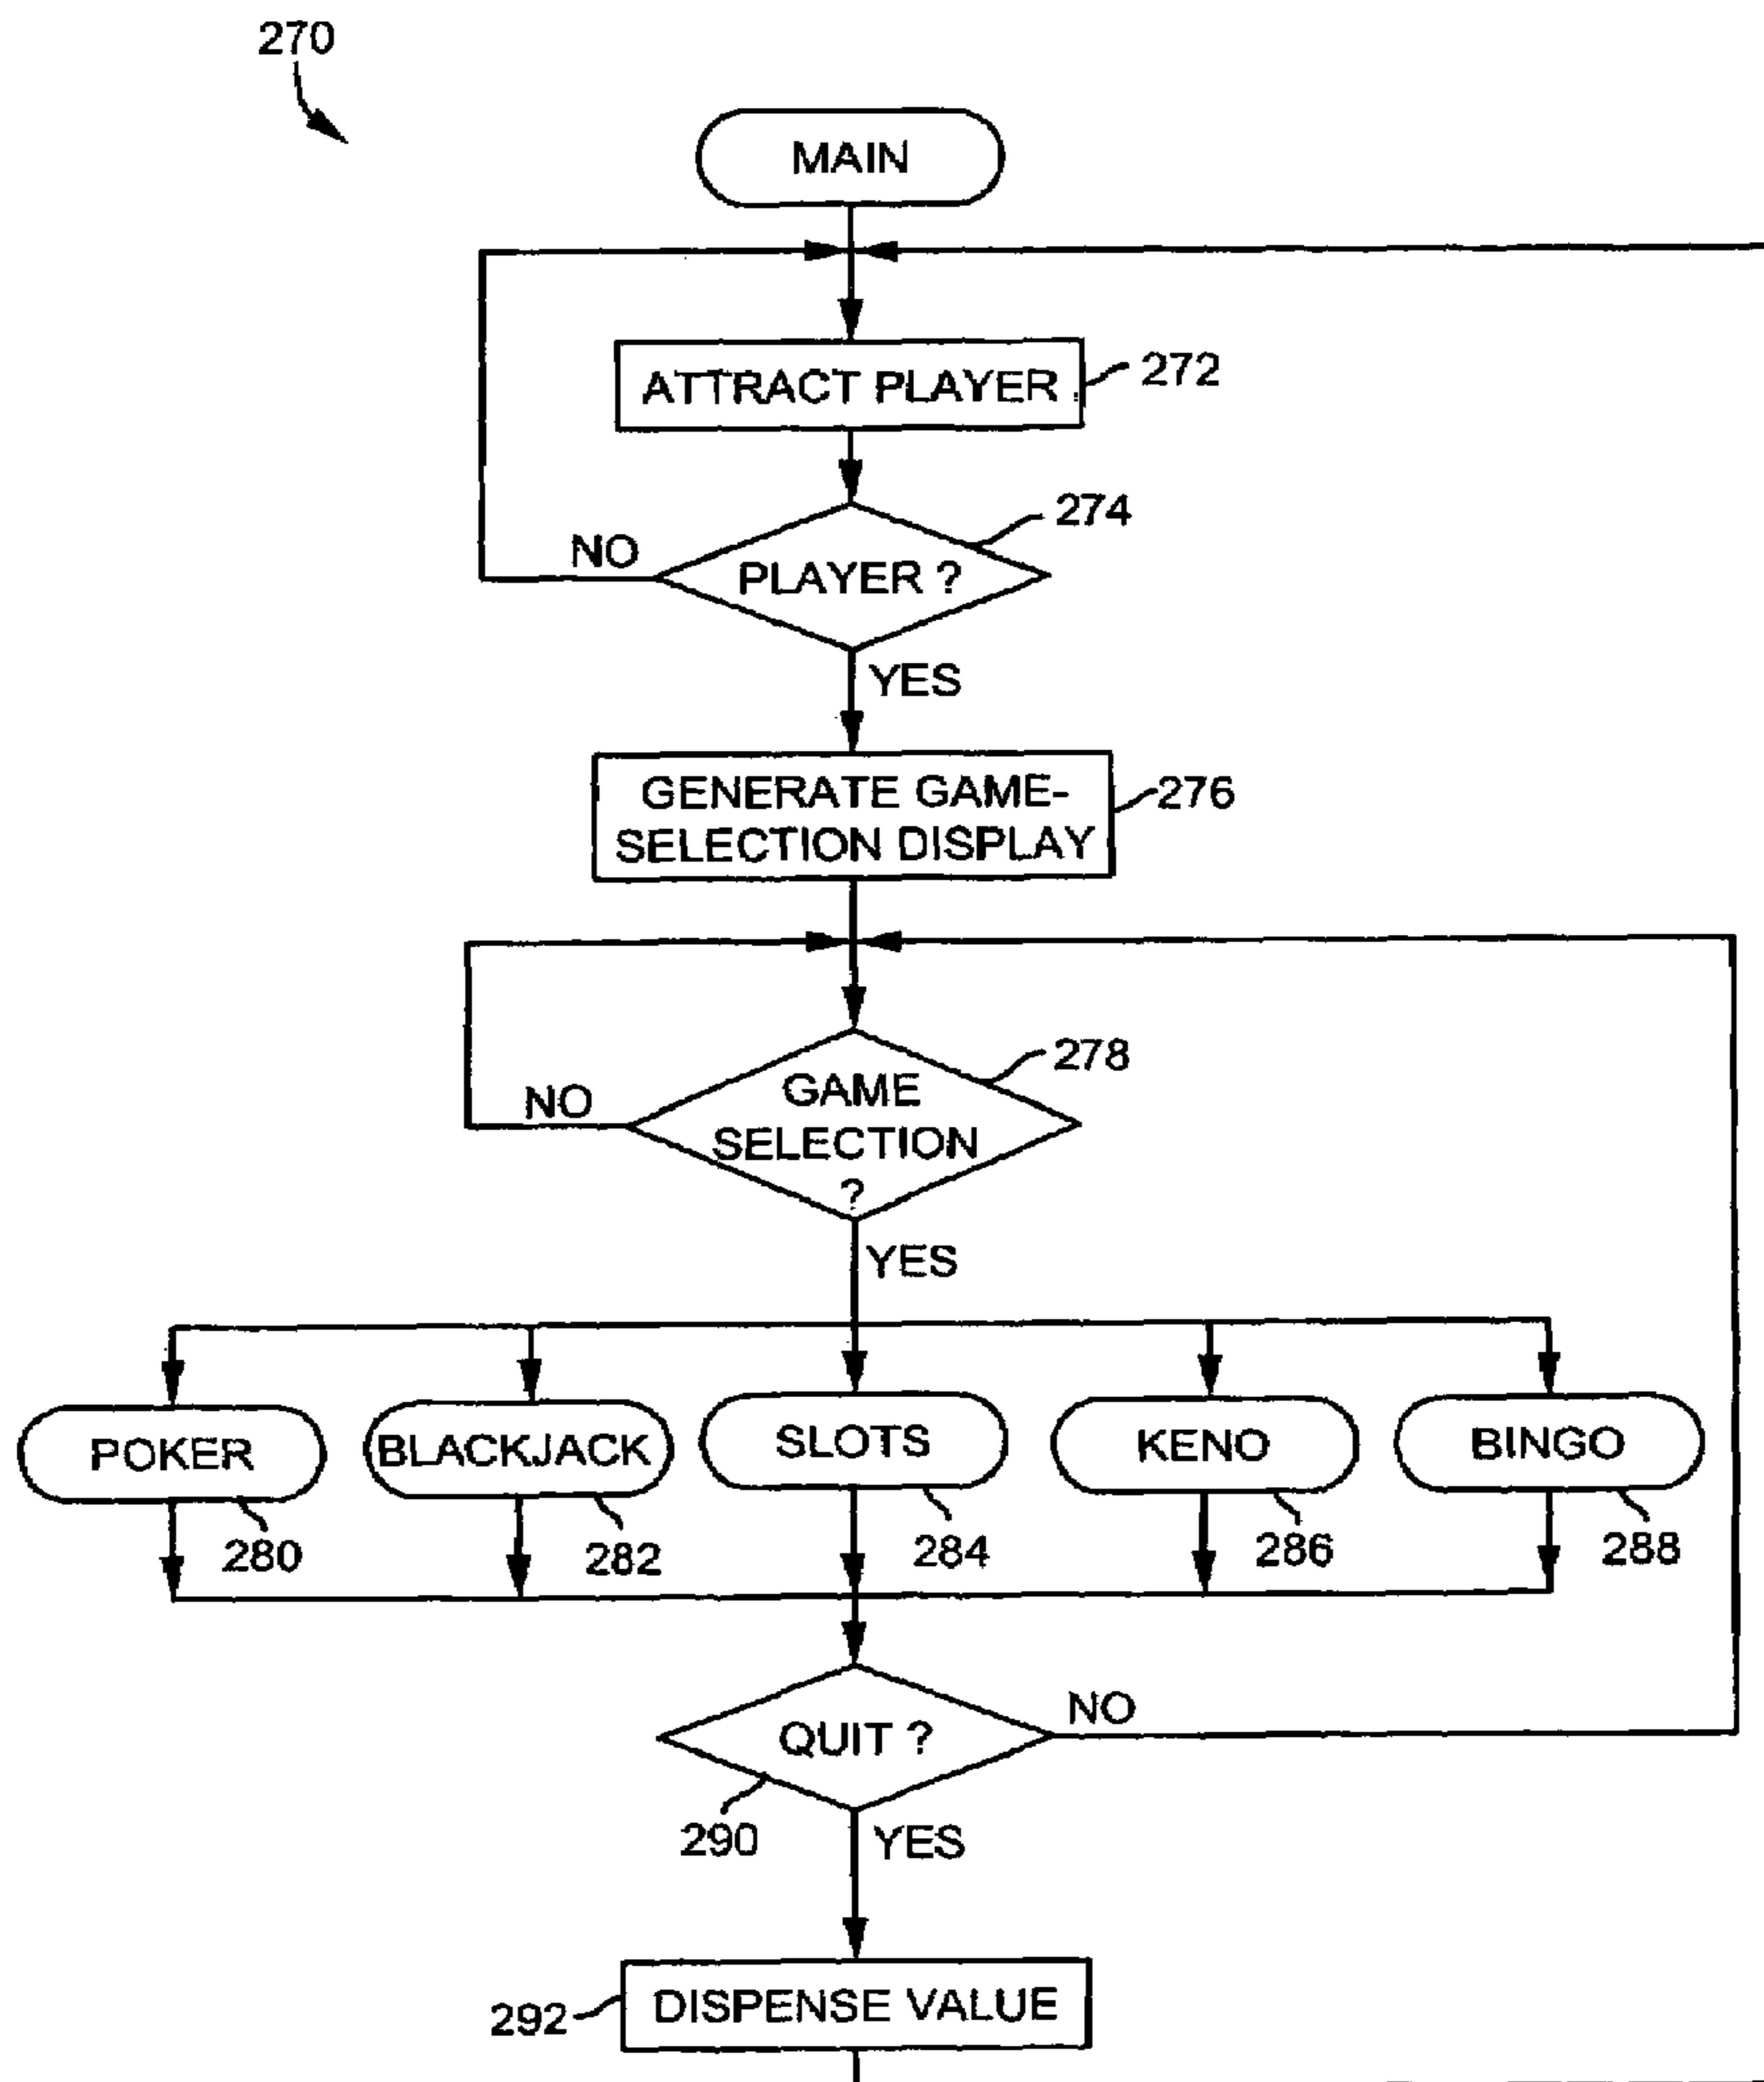 270
MAIN
ATTRACT PLAYER
272
274
NO
PLAYER ?
YES
GENERATE GAME-
SELECTION DISPLAY
276
278
NO
GAME
SELECTION
?
YES
POKER
BLACKJACK
SLOTS
KENO
BINGO
280
282
284
286
288
QUIT ?
NO
290
YES
292
DISPENSE VALUE